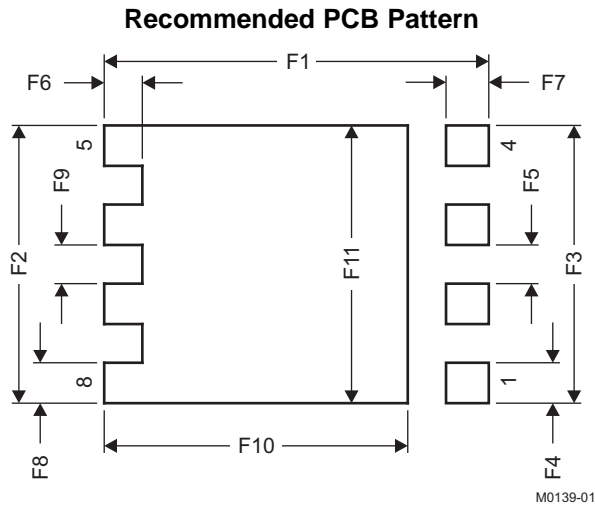 Recommended PCB Pattern
F1
F6
F7
5
4
F9
F5
F2
F11
F3
8
1
F10
F8
F4
M0139-01